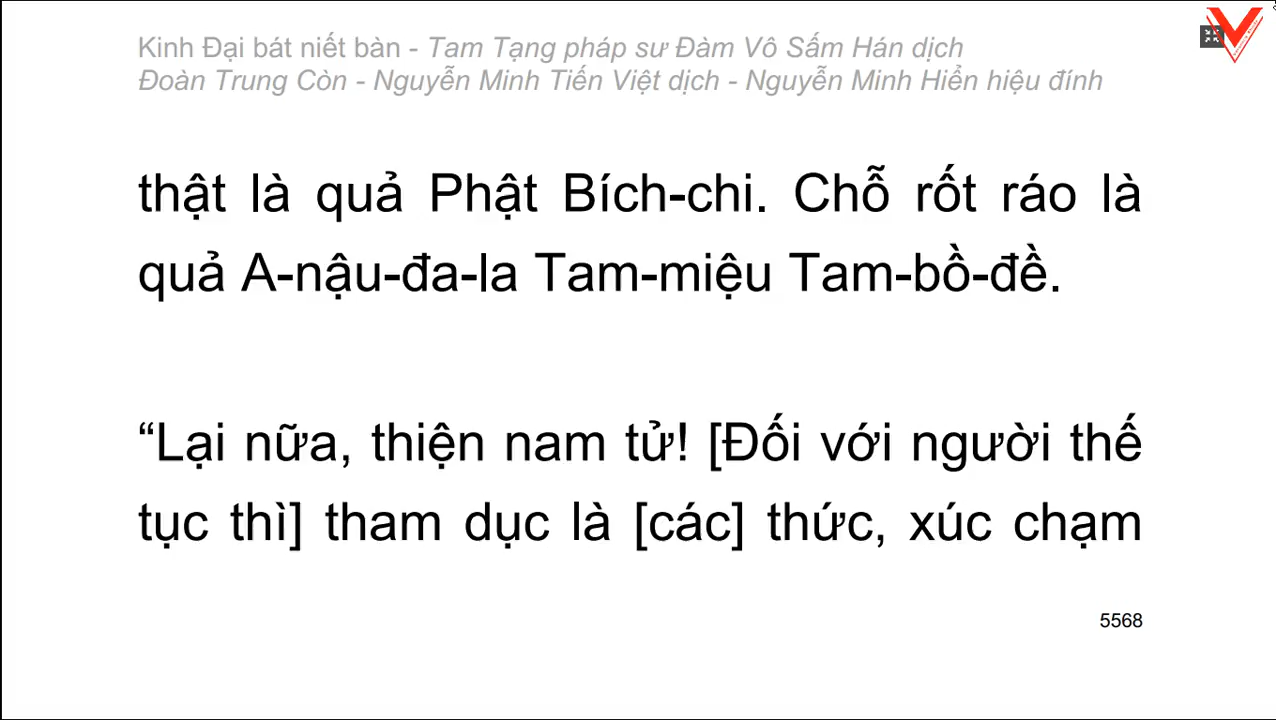 Kinh Đại bát niết bàn - Tam Tạng pháp sư Đàm Vô Sấm Hán dịch
Đoàn Trung Còn - Nguyễn Minh Tiến Việt dịch - Nguyễn Minh Hiển hiệu đính
thật là quả Phật Bích-chi. Chỗ rốt ráo là
quả A-nậu-đa-la Tam-miệu Tam-bồ-đề.
“Lại nữa, thiện nam tử! [Đối với người thế
tục thì] tham dục là [các] thức, xúc chạm
5568